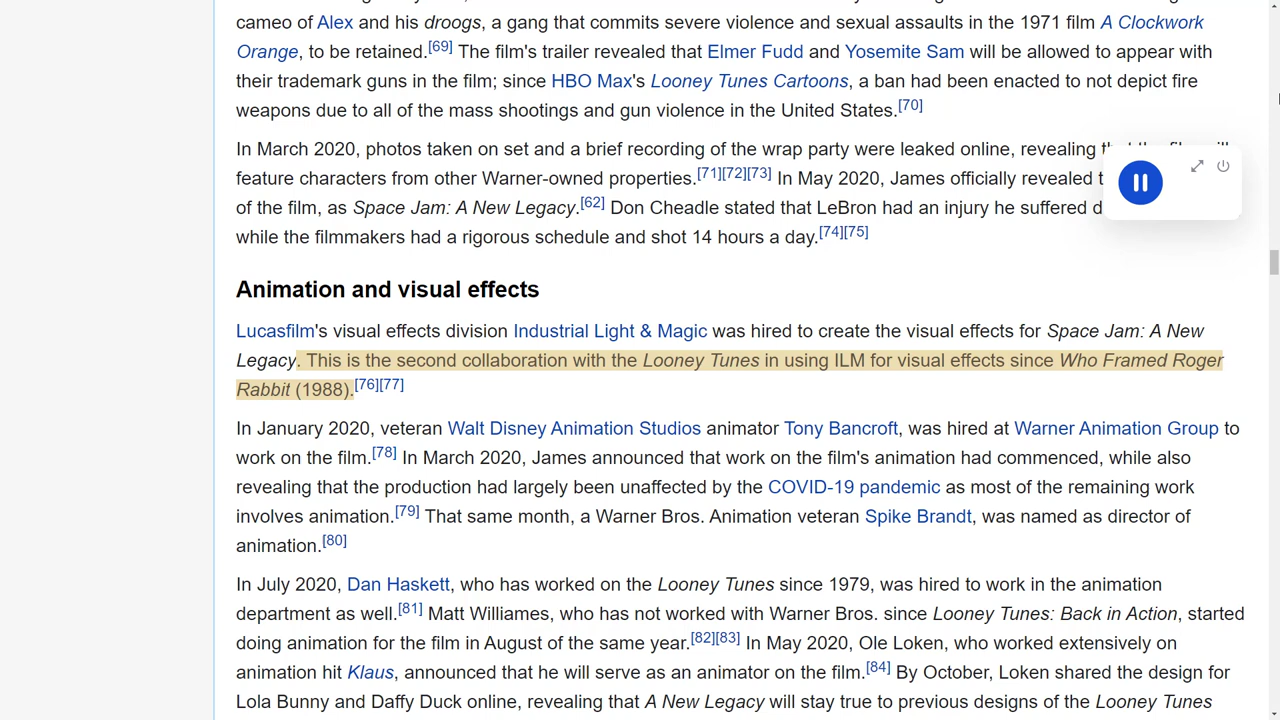 cameo of Alex and his droogs, a gang that commits severe violence and sexual assaults in the 1971 film A Clockwork
Orange, to be retained.[69] The film's trailer revealed that Elmer Fudd and Yosemite Sam will be allowed to appear with
their trademark guns in the film; since HBO Max's Looney Tunes Cartoons, a ban had been enacted to not depict fire
weapons due to all of the mass shootings and gun violence in the United States.[70]
In March 2020, photos taken on set and a brief recording of the wrap party were leaked online, revealing
feature characters from other Warner-owned properties.[71][72][73] In May 2020, James officially revealed
of the film, as Space Jam: A New Legacy.[62] Don Cheadle stated that LeBron had an injury he suffered
while the filmmakers had a rigorous schedule and shot 14 hours a day.[74][75]
Animation and visual effects
Lucasfilm's visual effects division Industrial Light & Magic was hired to create the visual effects for Space Jam: A New
Legacy. This is the second collaboration with the Looney Tunes in using ILM for visual effects since Who Framed Roger
Rabbit (1988).[76][77]
In January 2020, veteran Walt Disney Animation Studios animator Tony Bancroft, was hired at Warner Animation Group to
work on the film.[78] In March 2020, James announced that work on the film's animation had commenced, while also
revealing that the production had largely been unaffected by the COVID-19 pandemic as most of the remaining work
involves animation.[79] That same month, a Warner Bros. Animation veteran Spike Brandt, was named as director of
animation.[80]
In July 2020, Dan Haskett, who has worked on the Looney Tunes since 1979, was hired to work in the animation
department as well.[81] Matt Williames, who has not worked with Warner Bros. since Looney Tunes: Back in Action, started
doing animation for the film in August of the same year.[82][83] In May 2020, Ole Loken, who worked extensively on
animation hit Klaus, announced that he will serve as an animator on the film.[84] By October, Loken shared the design for
Lola Bunny and Daffy Duck online, revealing that A New Legacy will stay true to previous designs of the Looney Tunes